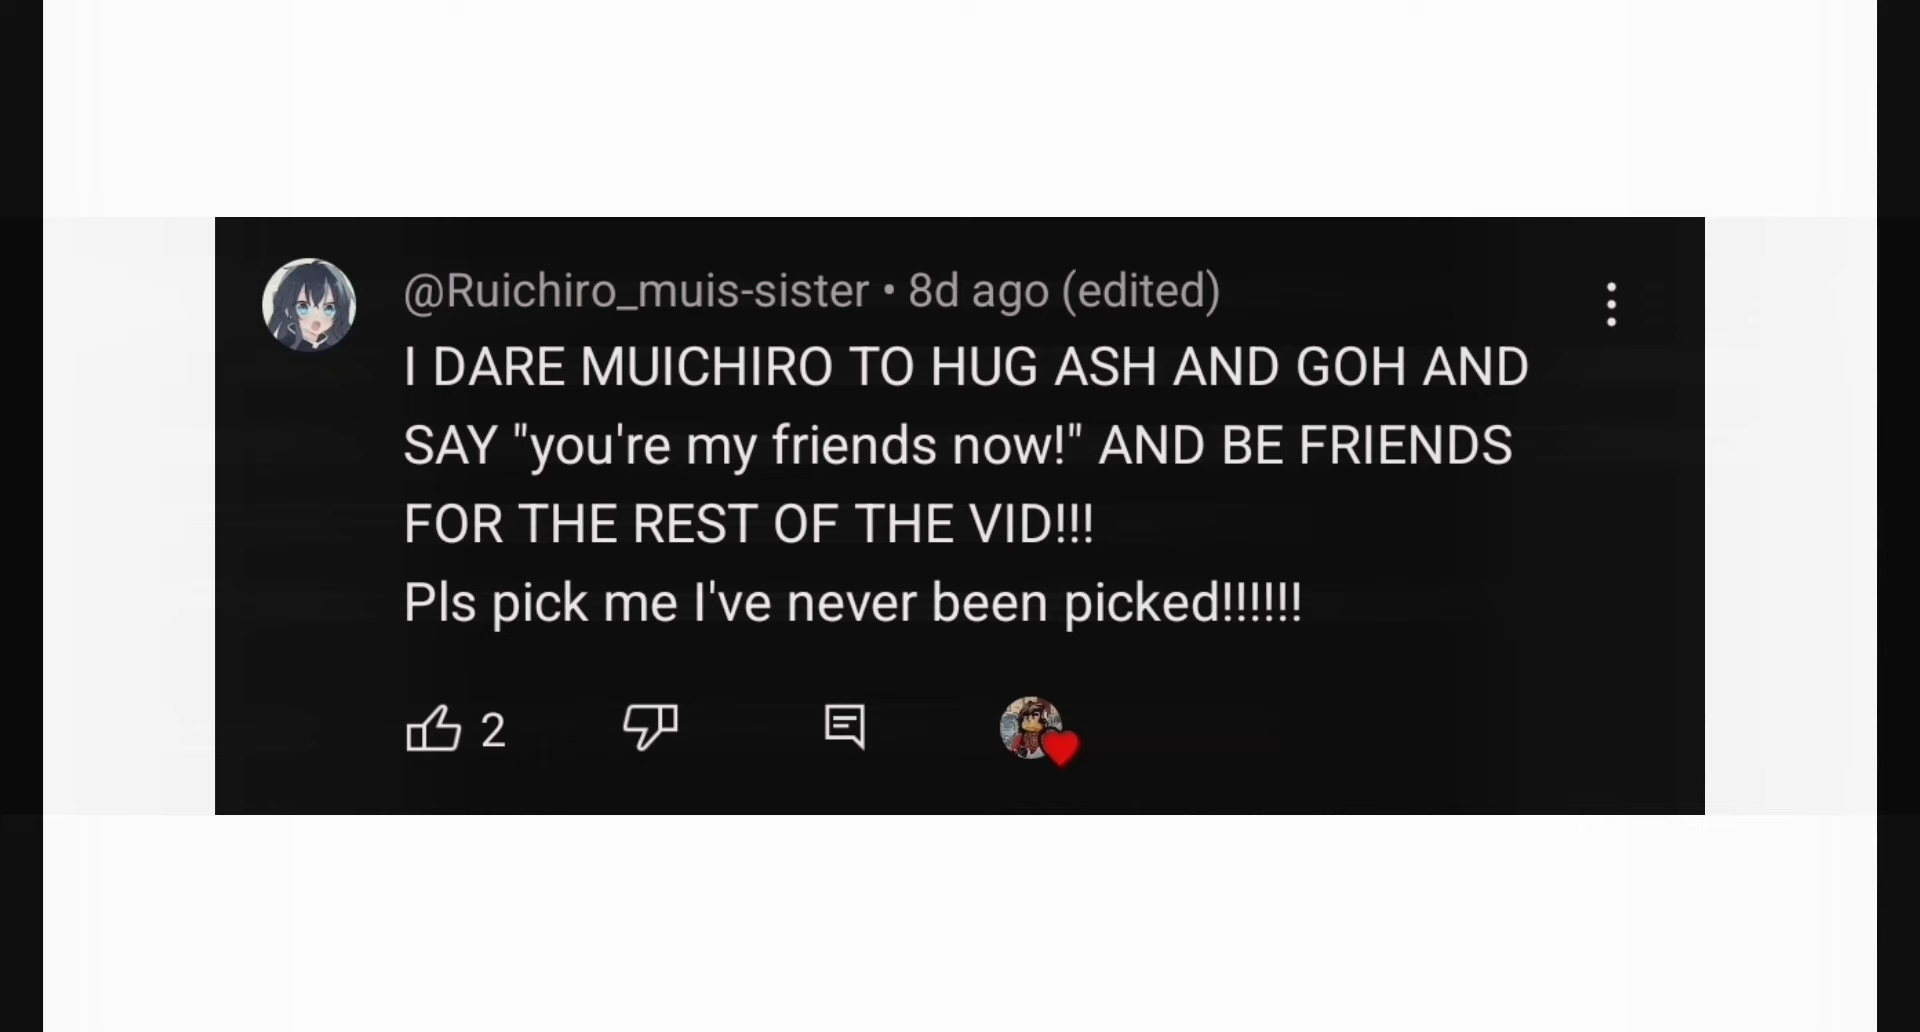 @Ruichiro_muis-sister • 8d ago (edited)
I DARE MUICHIRO TO HUG ASH AND GOH AND
SAY "you're my friends now!" AND BE FRIENDS
FOR THE REST OF THE VID!!!
Pls pick me I've never been picked!!!!!!
2